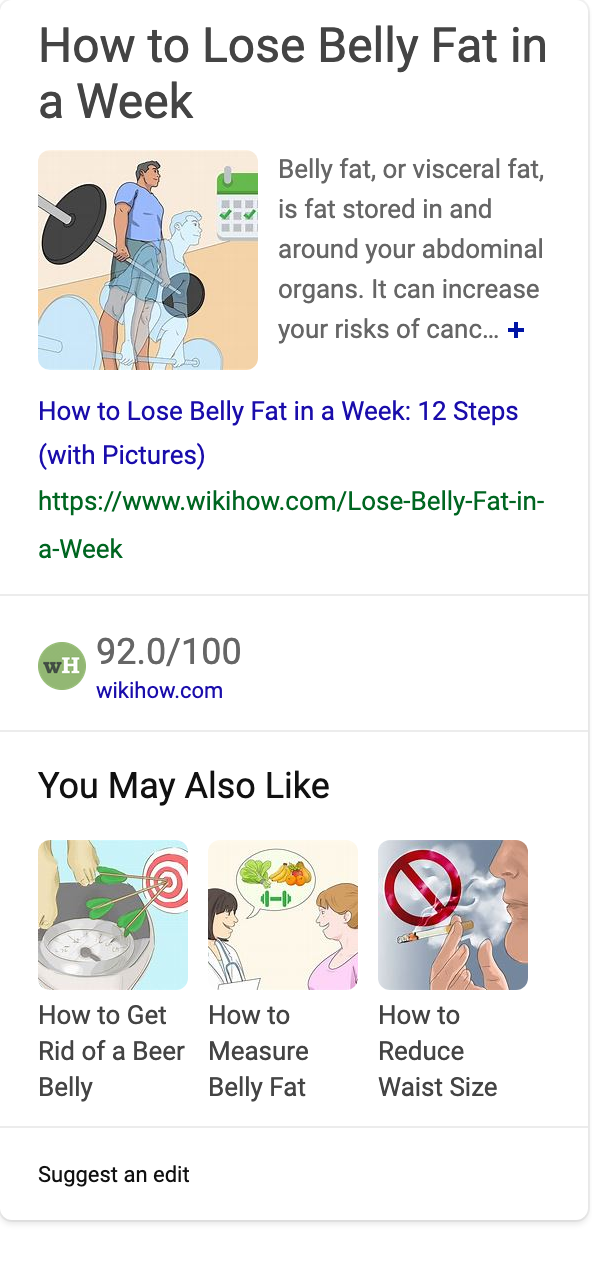 How to Lose Belly Fat in
a Week
Belly fat, or visceral fat,
is fat stored in and
around your abdominal
organs. It can increase
your risks of canc... +
How to Lose Belly Fat in a Week: 12 Steps
(with Pictures)
https://www.wikihow.com/Lose-Belly-Fat-in-
a-Week
wH
92.0/100
wikihow.com
You May Also Like
How to Get
Rid of a Beer
Belly
How to
Measure
Belly Fat
How to
Reduce
Waist Size
Suggest an edit